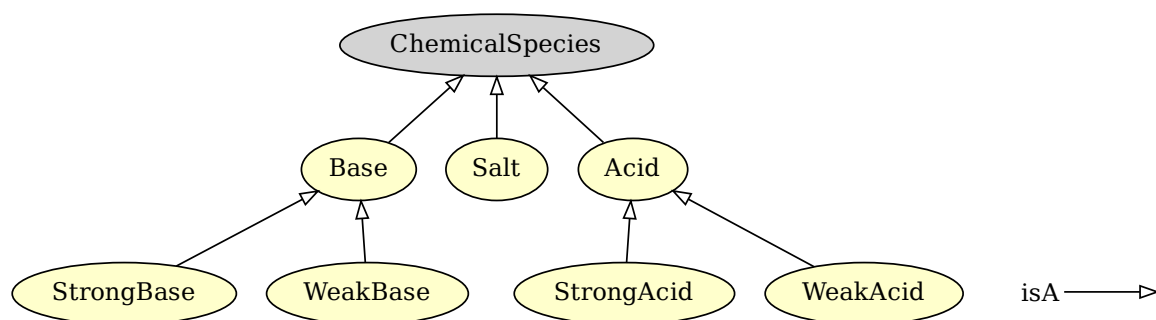 ChemicalSpecies
Base
Salt
Acid
StrongBase
WeakBase
StrongAcid
WeakAcid
isA